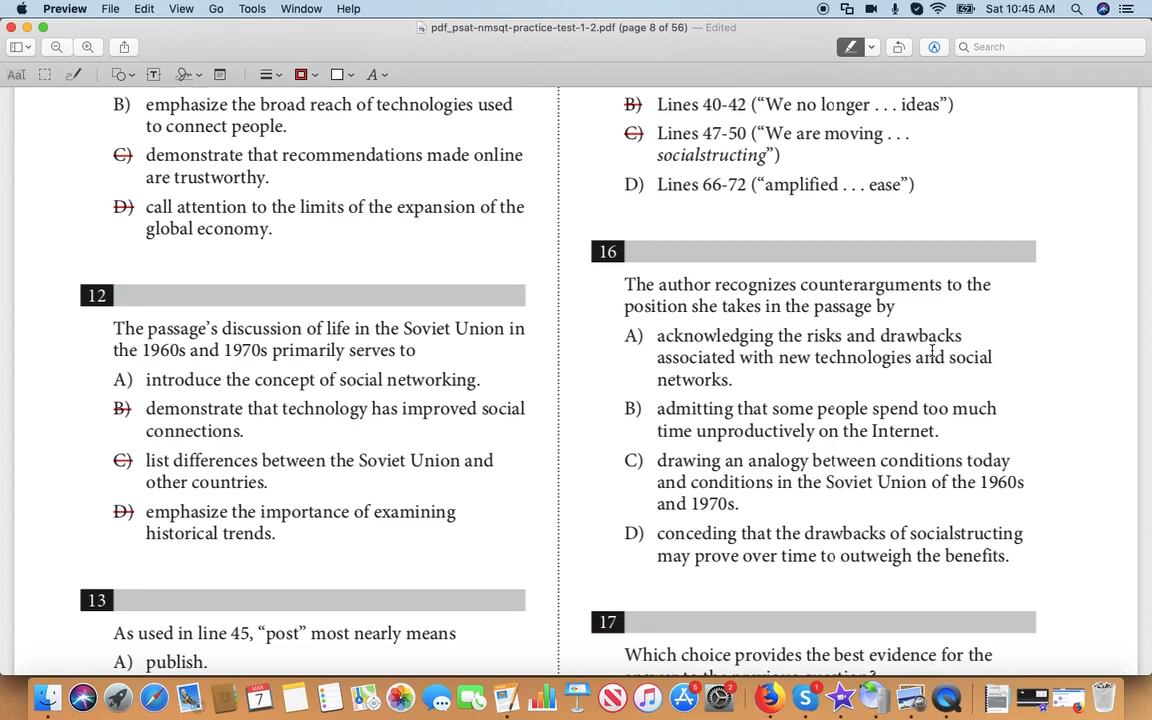 Preview File Edit View Go Tools Window Help Sat 10:45 AM
pdf_psat-nmsqt-practice-test-1-2.pdf (page 8 of 56) — Edited
Search
B) emphasize the broad reach of technologies used
to connect people.
C) demonstrate that recommendations made online
are trustworthy.
D) call attention to the limits of the expansion of the
global economy.
12
The passage’s discussion of life in the Soviet Union in
the 1960s and 1970s primarily serves to
A) introduce the concept of social networking.
B) demonstrate that technology has improved social
connections.
C) list differences between the Soviet Union and
other countries.
D) emphasize the importance of examining
historical trends.
13
As used in line 45, “post” most nearly means
A) publish.
B) Lines 40-42 (“We no longer . . . ideas”)
C) Lines 47-50 (“We are moving . . .
socialstructing”)
D) Lines 66-72 (“amplified . . . ease”)
16
The author recognizes counterarguments to the
position she takes in the passage by
A) acknowledging the risks and drawbacks
associated with new technologies and social
networks.
B) admitting that some people spend too much
time unproductively on the Internet.
C) drawing an analogy between conditions today
and conditions in the Soviet Union of the 1960s
and 1970s.
D) conceding that the drawbacks of socialstructing
may prove over time to outweigh the benefits.
17
Which choice provides the best evidence for the